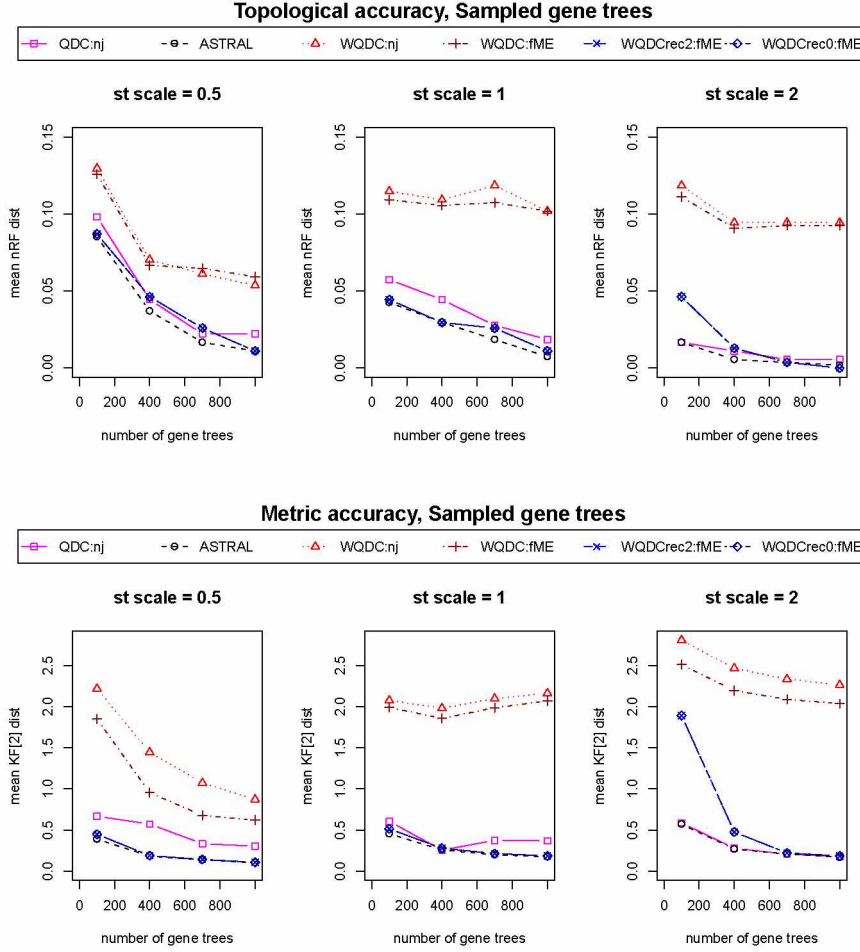 Topological accuracy, Sampled gene trees
QDC:nj ASTRAL WQDC:nj WQDC:fME WQDCrec2:fME WQDCrec0:fME
st scale = 0.5 st scale = 1 st scale = 2
mean nRF dist
0.00 0.05 0.10 0.15
0 200 400 600 800
number of gene trees
mean nRF dist
0.00 0.05 0.10 0.15
0 200 400 600 800
number of gene trees
mean nRF dist
0.00 0.05 0.10 0.15
0 200 400 600 800
number of gene trees
Metric accuracy, Sampled gene trees
QDC:nj ASTRAL WQDC:nj WQDC:fME WQDCrec2:fME WQDCrec0:fME
st scale = 0.5 st scale = 1 st scale = 2
mean KF[2] dist
0.0 0.5 1.0 1.5 2.0 2.5
0 200 400 600 800
number of gene trees
mean KF[2] dist
0.0 0.5 1.0 1.5 2.0 2.5
0 200 400 600 800
number of gene trees
mean KF[2] dist
0.0 0.5 1.0 1.5 2.0 2.5
0 200 400 600 800
number of gene trees